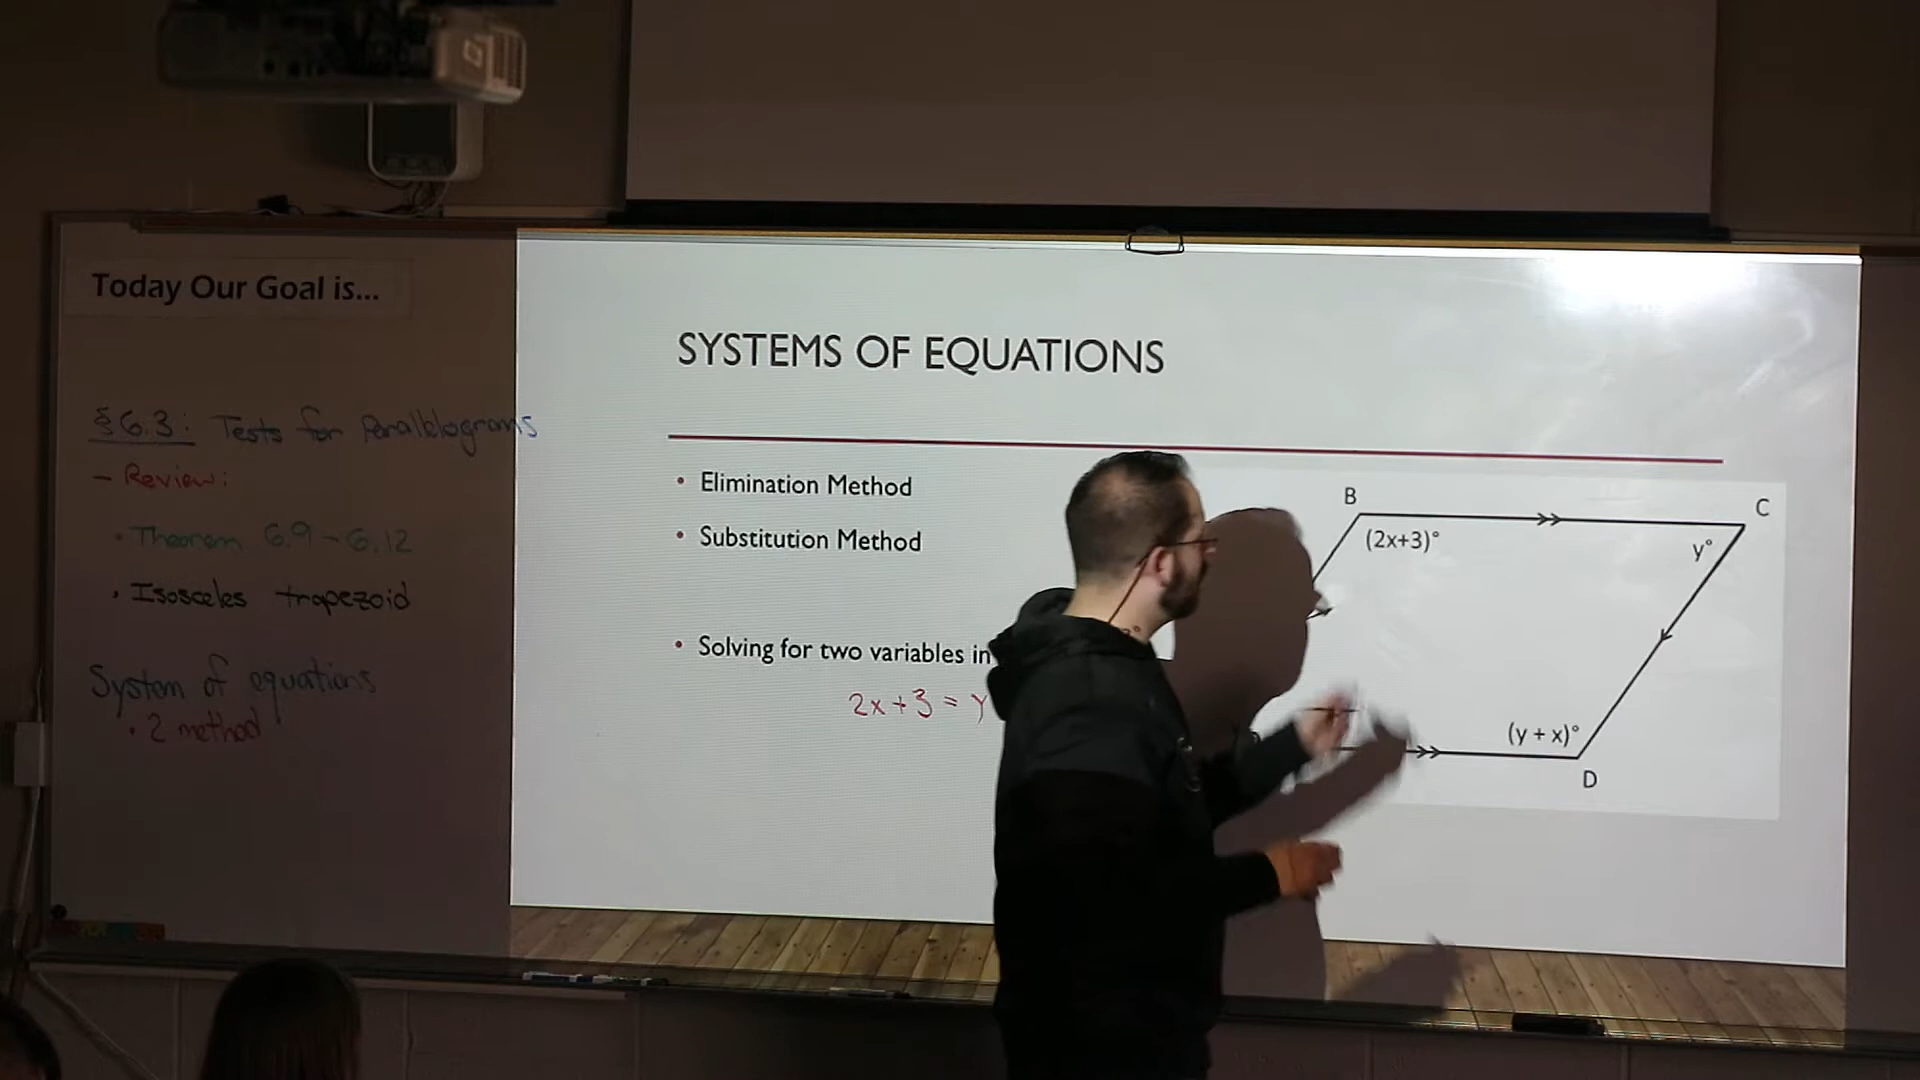 Today Our Goal is...
§6.3: Tests for Parallelograms
- Review:
• Theorem 6.9 - 6.12
• Isosceles trapezoid
System of equations
• 2 method
SYSTEMS OF EQUATIONS
• Elimination Method
• Substitution Method
• Solving for two variables in
2x+3 = y
B
C
(2x+3)°
y°
(y + x)°
D